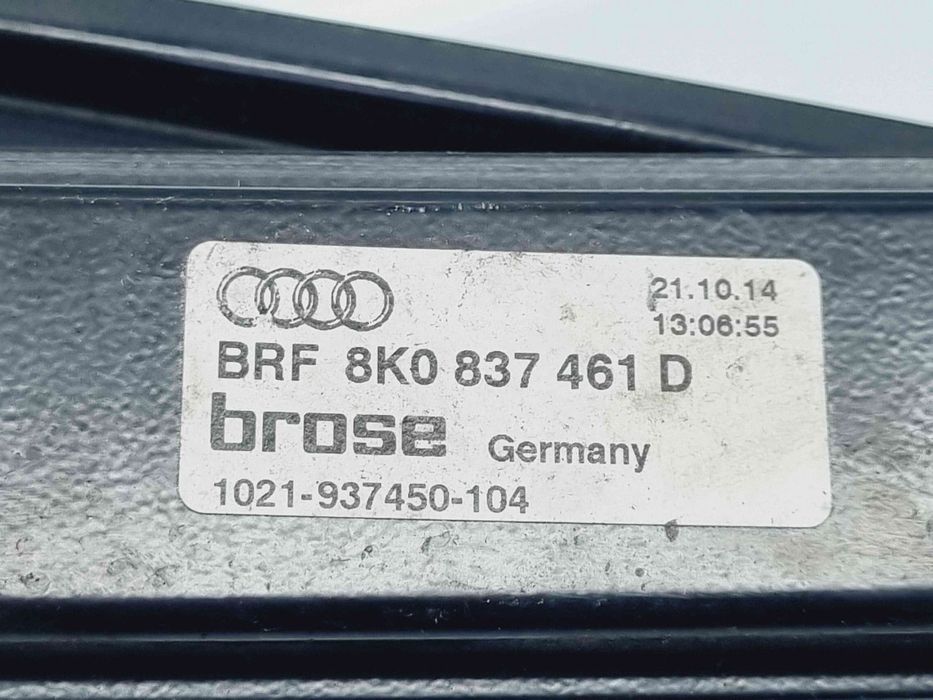 21.10.14
13:06:55
BRF 8K0 837 461 D
brose Germany
1021-937450-104